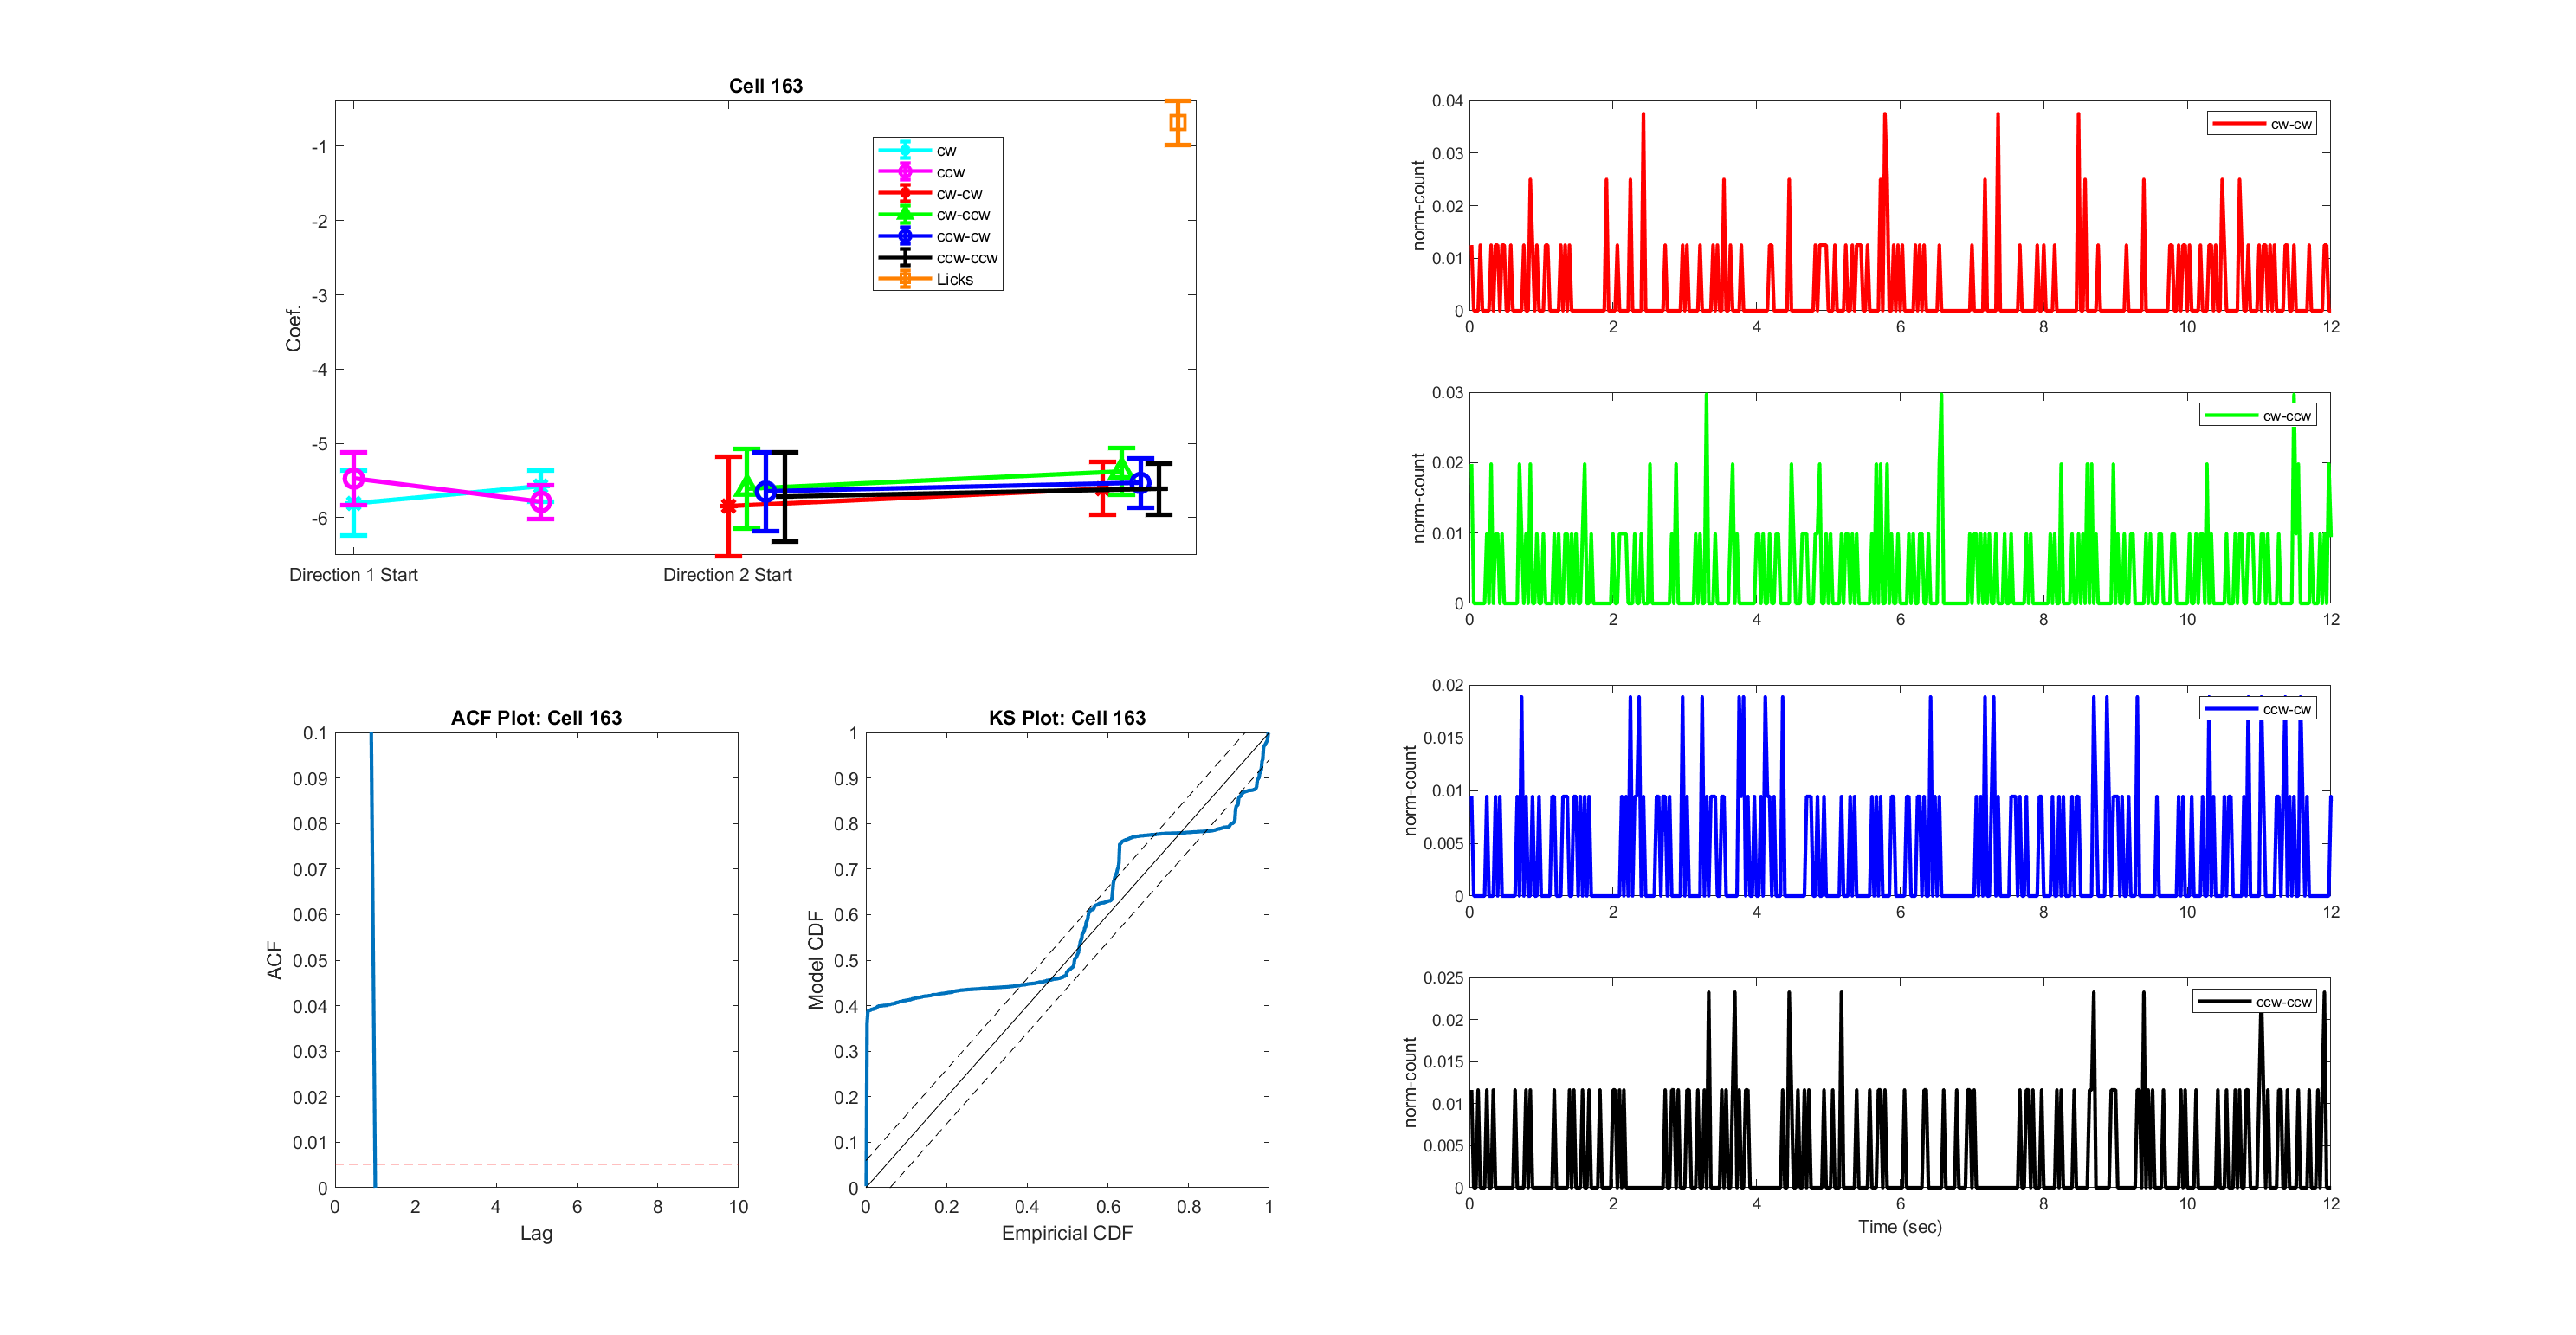 Cell 163
Coef.
-1
-2
-3
-4
-5
-6
Direction 1 Start
Direction 2 Start
cw
ccw
cw-cw
cw-ccw
ccw-cw
ccw-ccw
Licks
ACF Plot: Cell 163
ACF
0.1
0.09
0.08
0.07
0.06
0.05
0.04
0.03
0.02
0.01
0
0 2 4 6 8 10
Lag
KS Plot: Cell 163
Model CDF
1
0.9
0.8
0.7
0.6
0.5
0.4
0.3
0.2
0.1
0
0 0.2 0.4 0.6 0.8 1
Empiricial CDF
norm-count
0.04
0.03
0.02
0.01
0
cw-cw
0 2 4 6 8 10 12
norm-count
0.03
0.02
0.01
0
cw-ccw
0 2 4 6 8 10 12
norm-count
0.02
0.015
0.01
0.005
0
ccw-cw
0 2 4 6 8 10 12
norm-count
0.025
0.02
0.015
0.01
0.005
0
ccw-ccw
0 2 4 6 8 10 12
Time (sec)